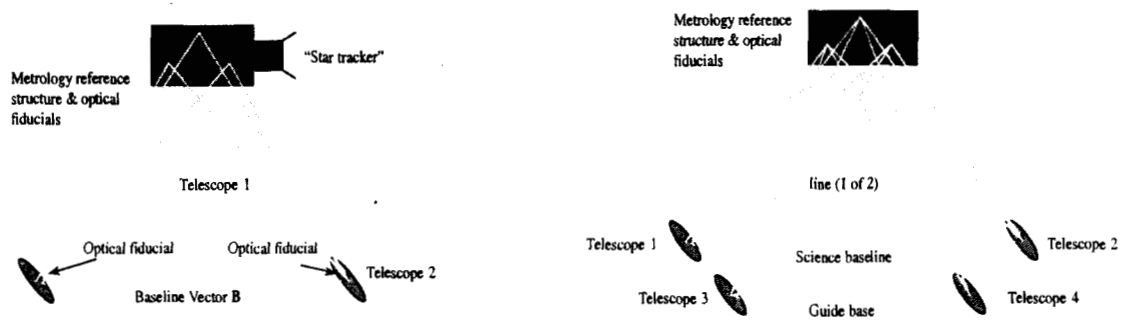 "Star tracker"
Metrology reference
structure & optical
fiducials
Telescope 1
Optical fiducial
Optical fiducial
Telescope 2
Baseline Vector B
Metrology reference
structure & optical
fiducials
line (1 of 2)
Telescope 1
Telescope 2
Science baseline
Telescope 3
Telescope 4
Guide base